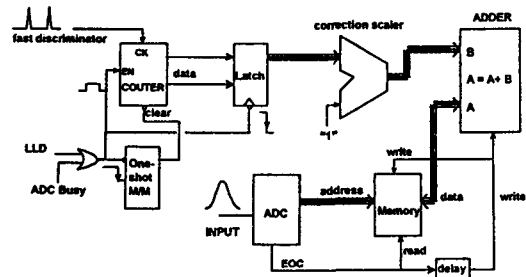 ADDER
correction scaler
fast discriminator
CK
EN
COUTER
data
Latch
B
A = A+ B
A
clear
"1"
LLD
ADC Busy
One-
shot
M/M
write
address
data
write
ADC
Memory
INPUT
EOC
read
delay